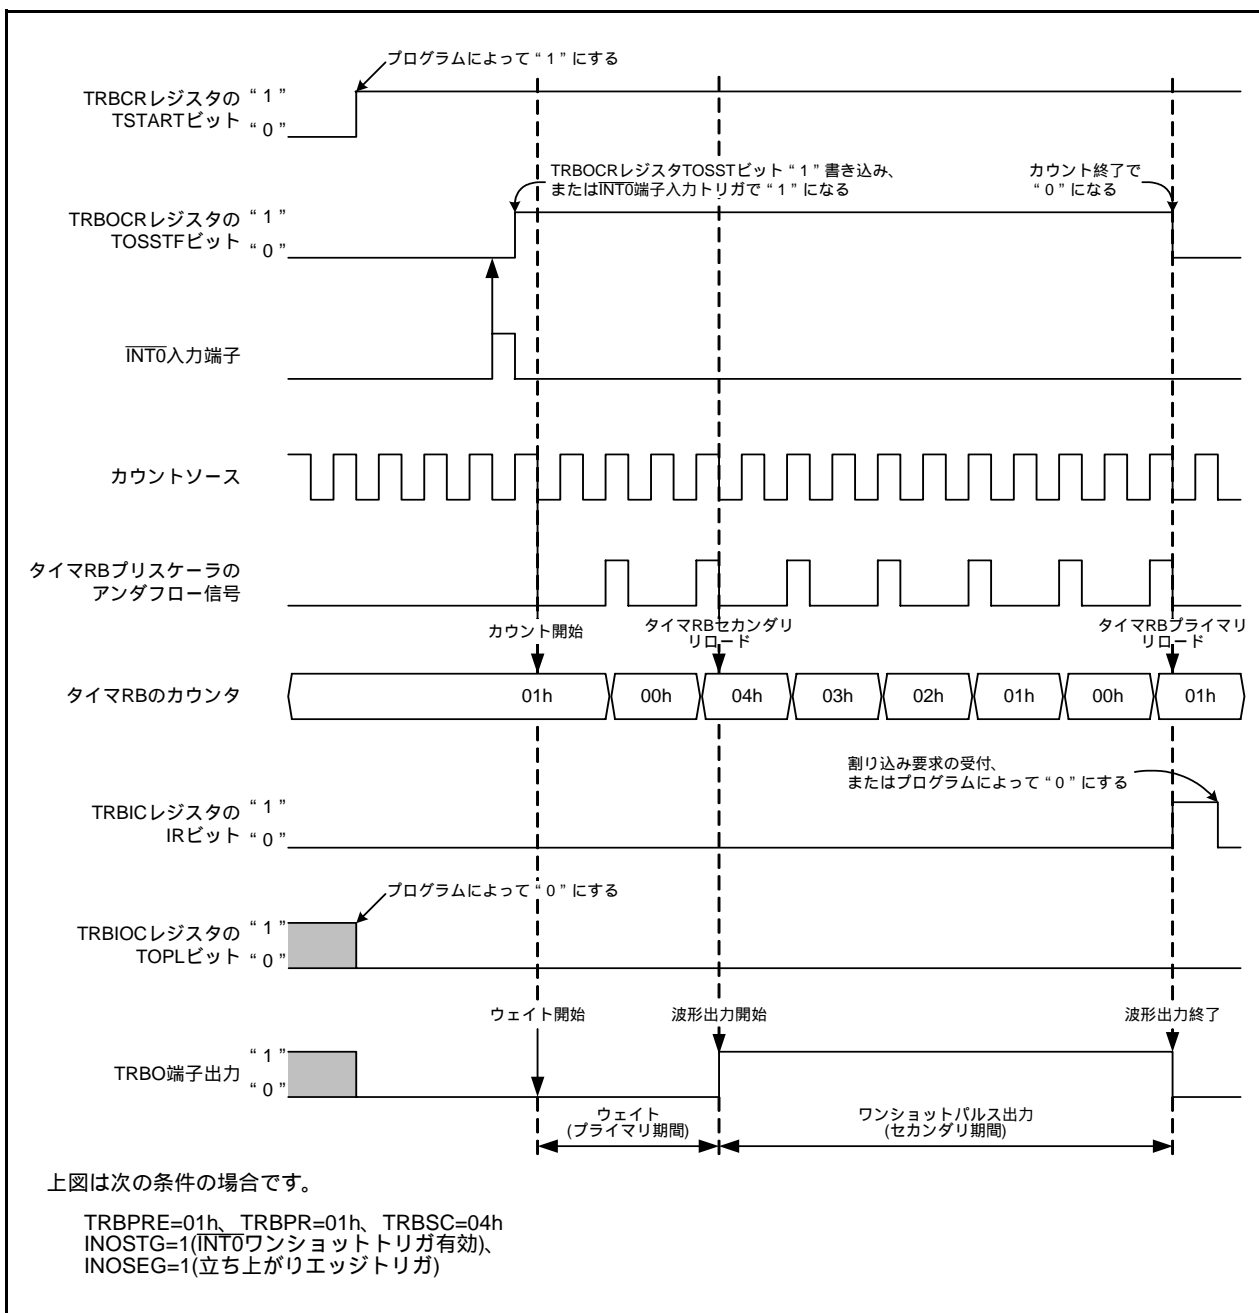 プログラムによって“1”にする
TRBCRレジスタの “1”
TSTARTビット “0”
TRBOCRレジスタTOSSTビット“1”書き込み、
またはINT0端子入力トリガで“1”になる
カウント終了で
“0”になる
TRBOCRレジスタの “1”
TOSSTFビット “0”
INT0入力端子
カウントソース
タイマRBプリスケーラの
アンダフロー信号
カウント開始
タイマRBセカンダリ
リロード
タイマRBプライマリ
リロード
タイマRBのカウンタ 01h 00h 04h 03h 02h 01h 00h 01h
割り込み要求の受付、
またはプログラムによって“0”にする
TRBICレジスタの “1”
IRビット “0”
プログラムによって“0”にする
TRBIOCレジスタの “1”
TOPLビット “0”
ウェイト開始 波形出力開始 波形出力終了
TRBO端子出力 “1”
“0”
ウェイト
(プライマリ期間)
ワンショットパルス出力
(セカンダリ期間)
上図は次の条件の場合です。
TRBPRE=01h、TRBPR=01h、TRBSC=04h
INOSTG=1(INT0ワンショットトリガ有効)、
INOSEG=1(立ち上がりエッジトリガ)